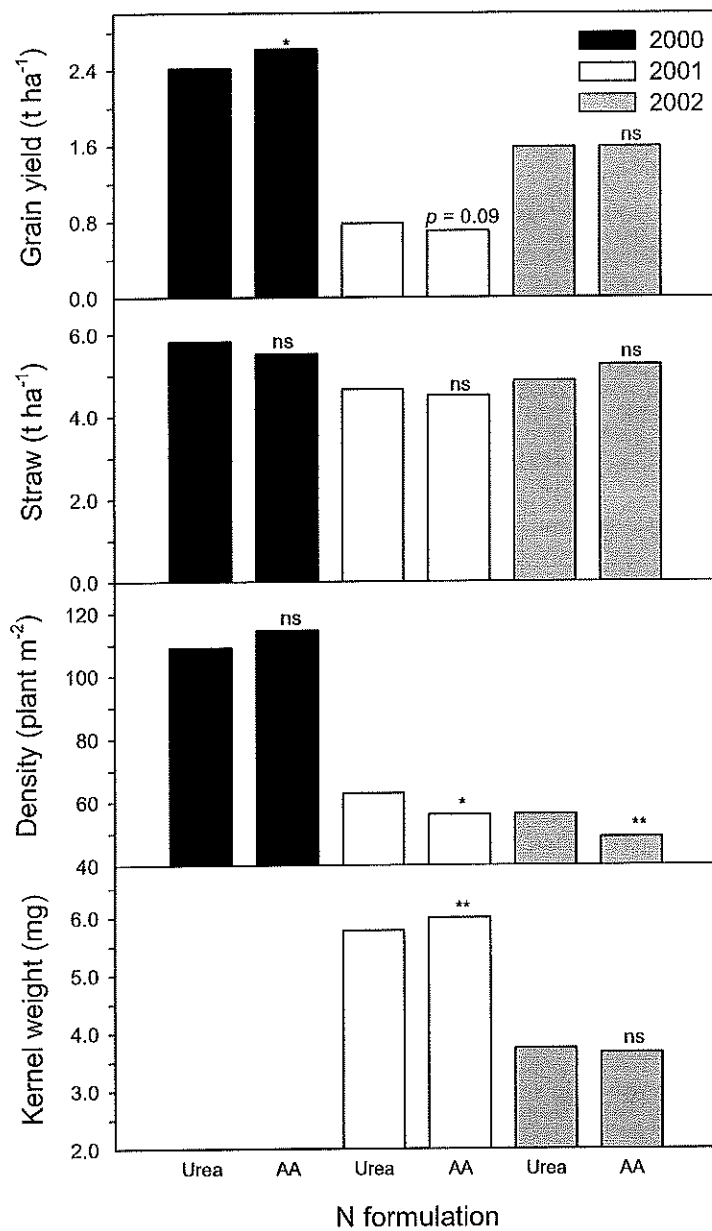 2000
2001
2002
Grain yield (t ha⁻¹)
2.4
1.6
0.8
0.0
*
p = 0.09
ns
Straw (t ha⁻¹)
6.0
4.0
2.0
0.0
ns
ns
ns
Density (plant m⁻²)
120
100
80
60
40
ns
*
**
Kernel weight (mg)
6.0
5.0
4.0
3.0
2.0
**
ns
Urea AA Urea AA Urea AA
N formulation